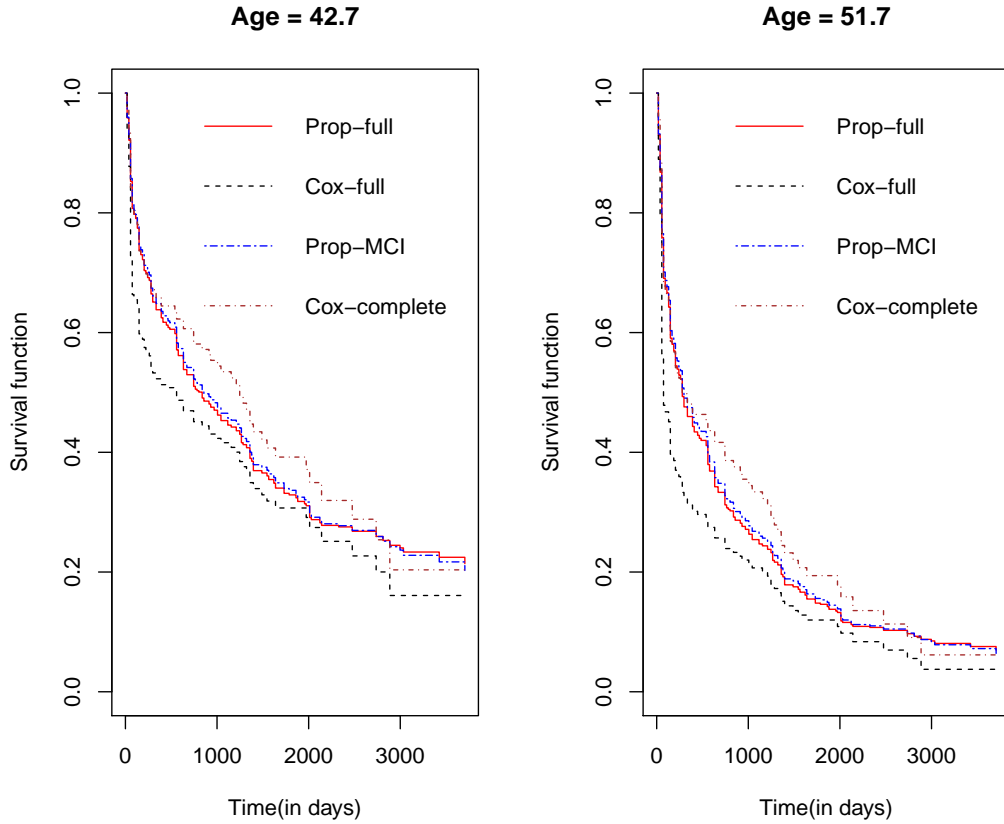 Age = 42.7
Survival function
1.0
0.8
0.6
0.4
0.2
0.0
Prop−full
Cox−full
Prop−MCI
Cox−complete
0 1000 2000 3000
Time(in days)
Age = 51.7
Survival function
1.0
0.8
0.6
0.4
0.2
0.0
Prop−full
Cox−full
Prop−MCI
Cox−complete
0 1000 2000 3000
Time(in days)